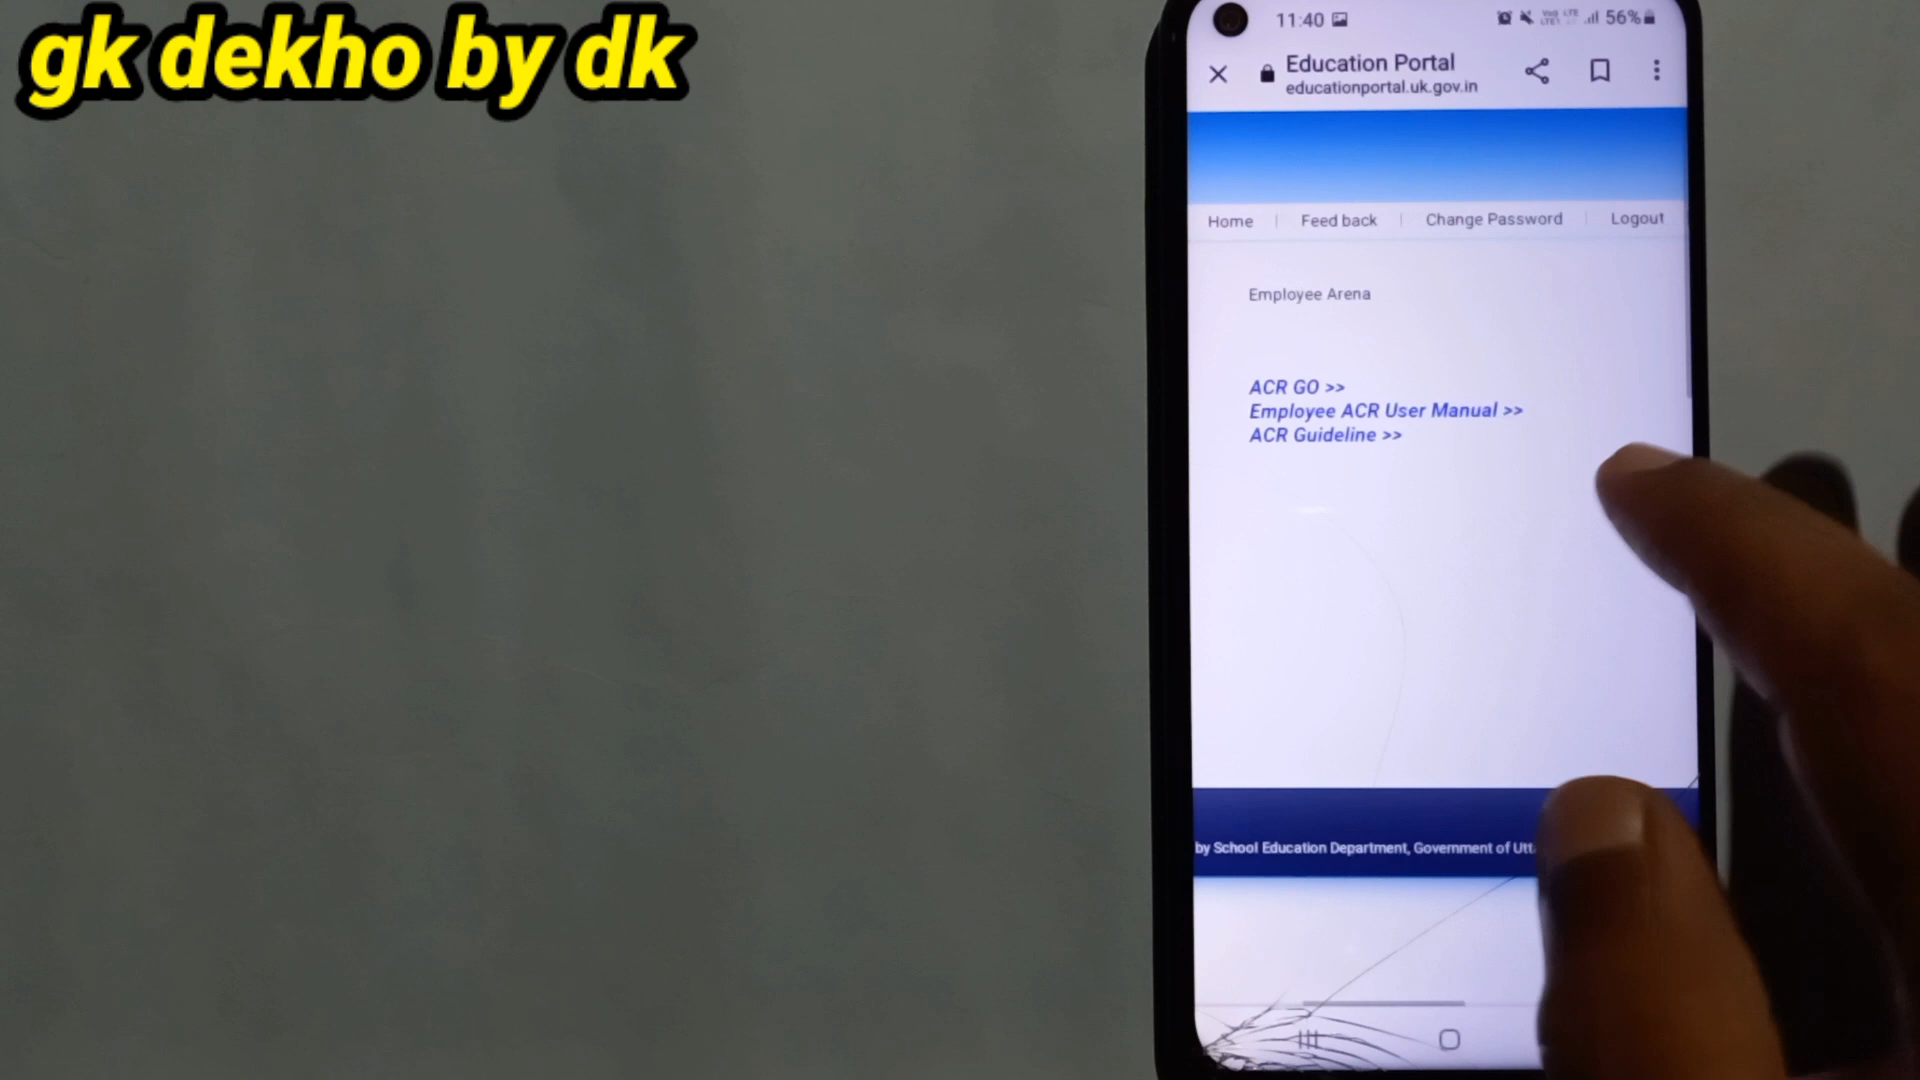 gk dekho by dk
11:40
56%
Education Portal
educationportal.uk.gov.in
Home | Feed back | Change Password | Logout
Employee Arena
ACR GO >>
Employee ACR User Manual >>
ACR Guideline >>
by School Education Department, Government of